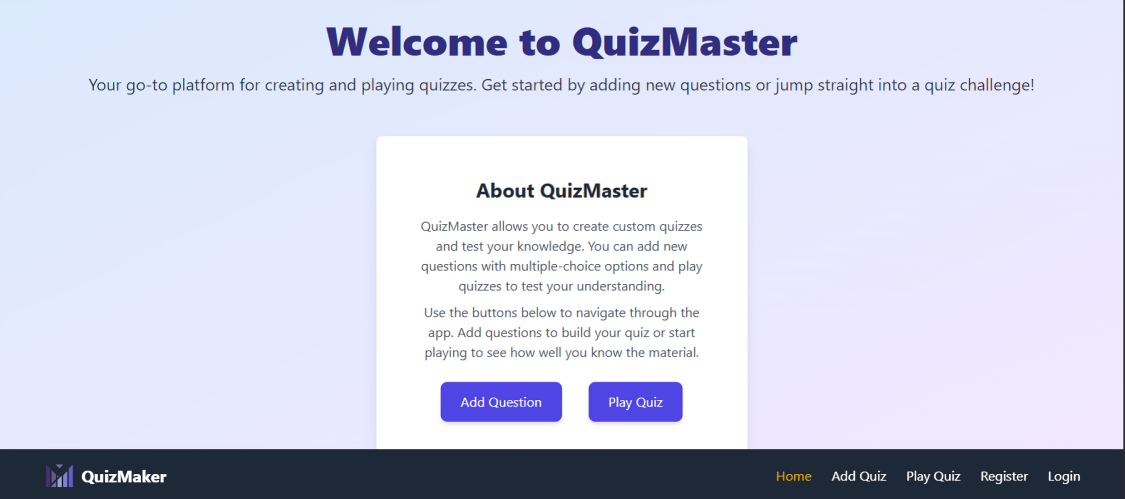 Welcome to QuizMaster
Your go-to platform for creating and playing quizzes. Get started by adding new questions or jump straight into a quiz challenge!
About QuizMaster
QuizMaster allows you to create custom quizzes
and test your knowledge. You can add new
questions with multiple-choice options and play
quizzes to test your understanding.
Use the buttons below to navigate through the
app. Add questions to build your quiz or start
playing to see how well you know the material.
Add Question Play Quiz
QuizMaker Home Add Quiz Play Quiz Register Login